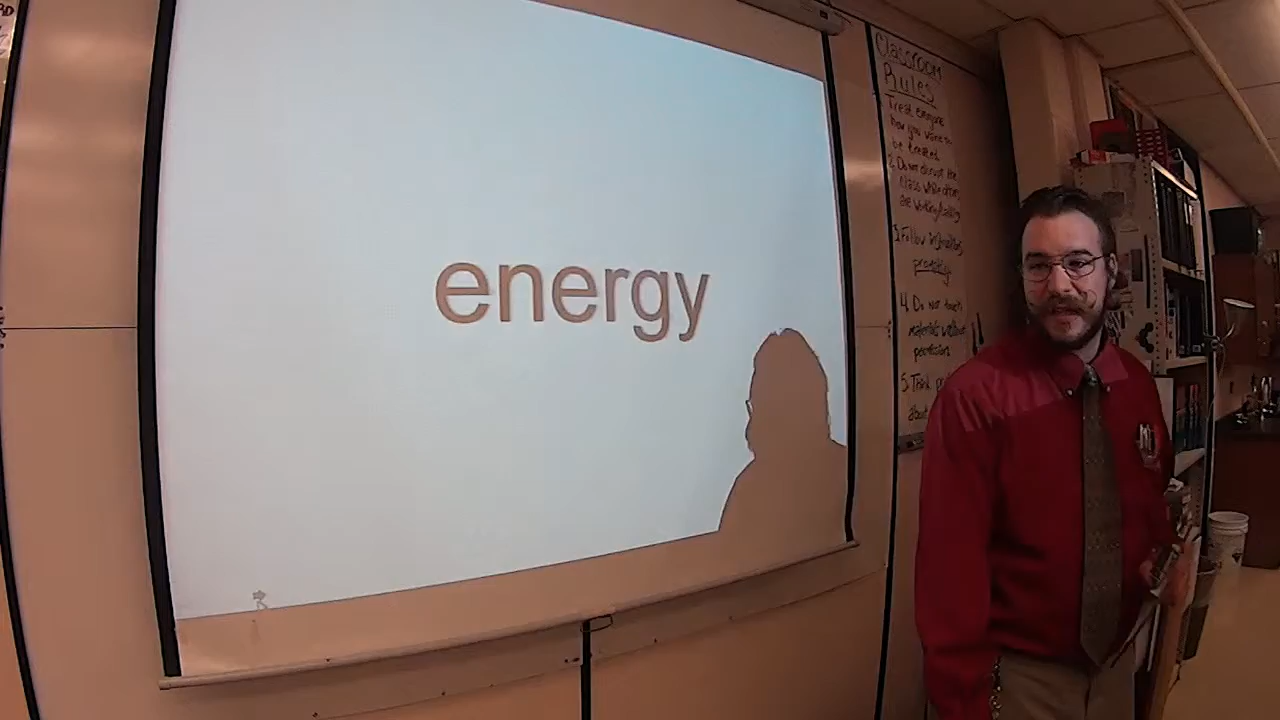 energy
Classroom
Rules
Treat everyone
how you want to
be treated
2. Do not disrupt the
class while others
are working/talking
3. Follow instructions
promptly.
4. Do not touch
materials without
permission
5. Think
about